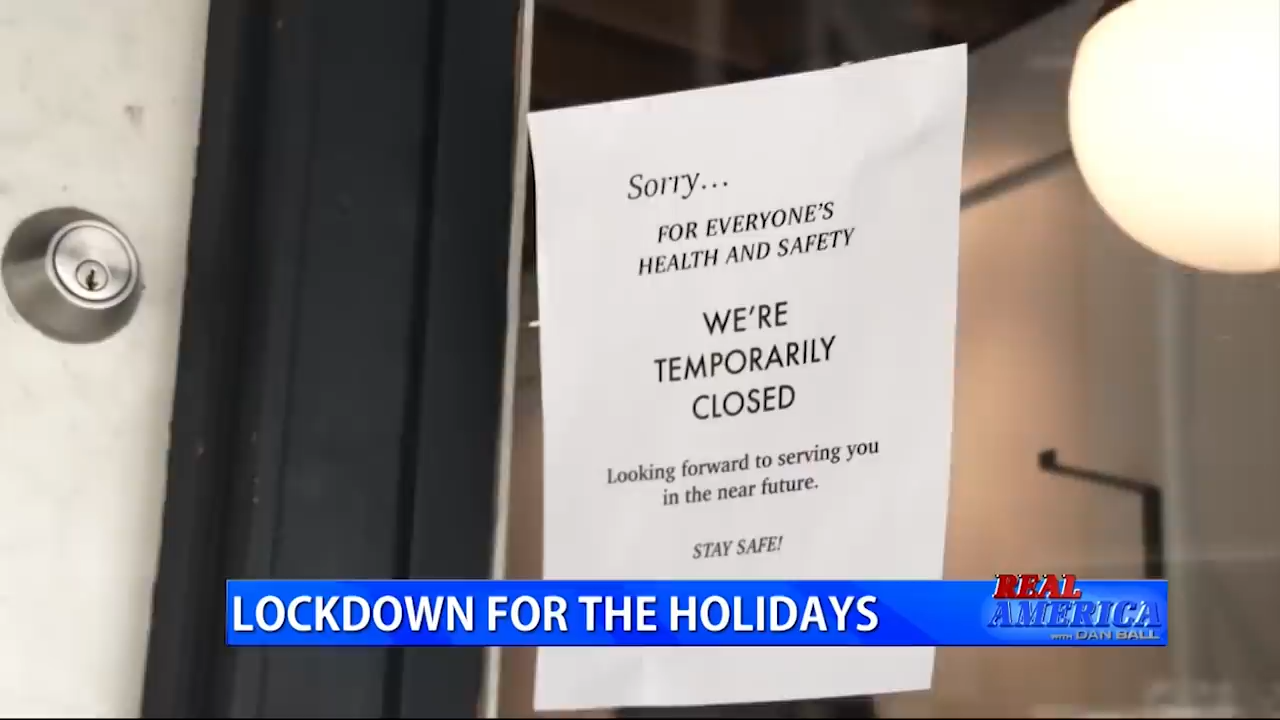 Sorry...
FOR EVERYONE'S
HEALTH AND SAFETY
WE'RE
TEMPORARILY
CLOSED
Looking forward to serving you
in the near future.
STAY SAFE!
LOCKDOWN FOR THE HOLIDAYS
REAL
AMERICA
WITH DAN BALL